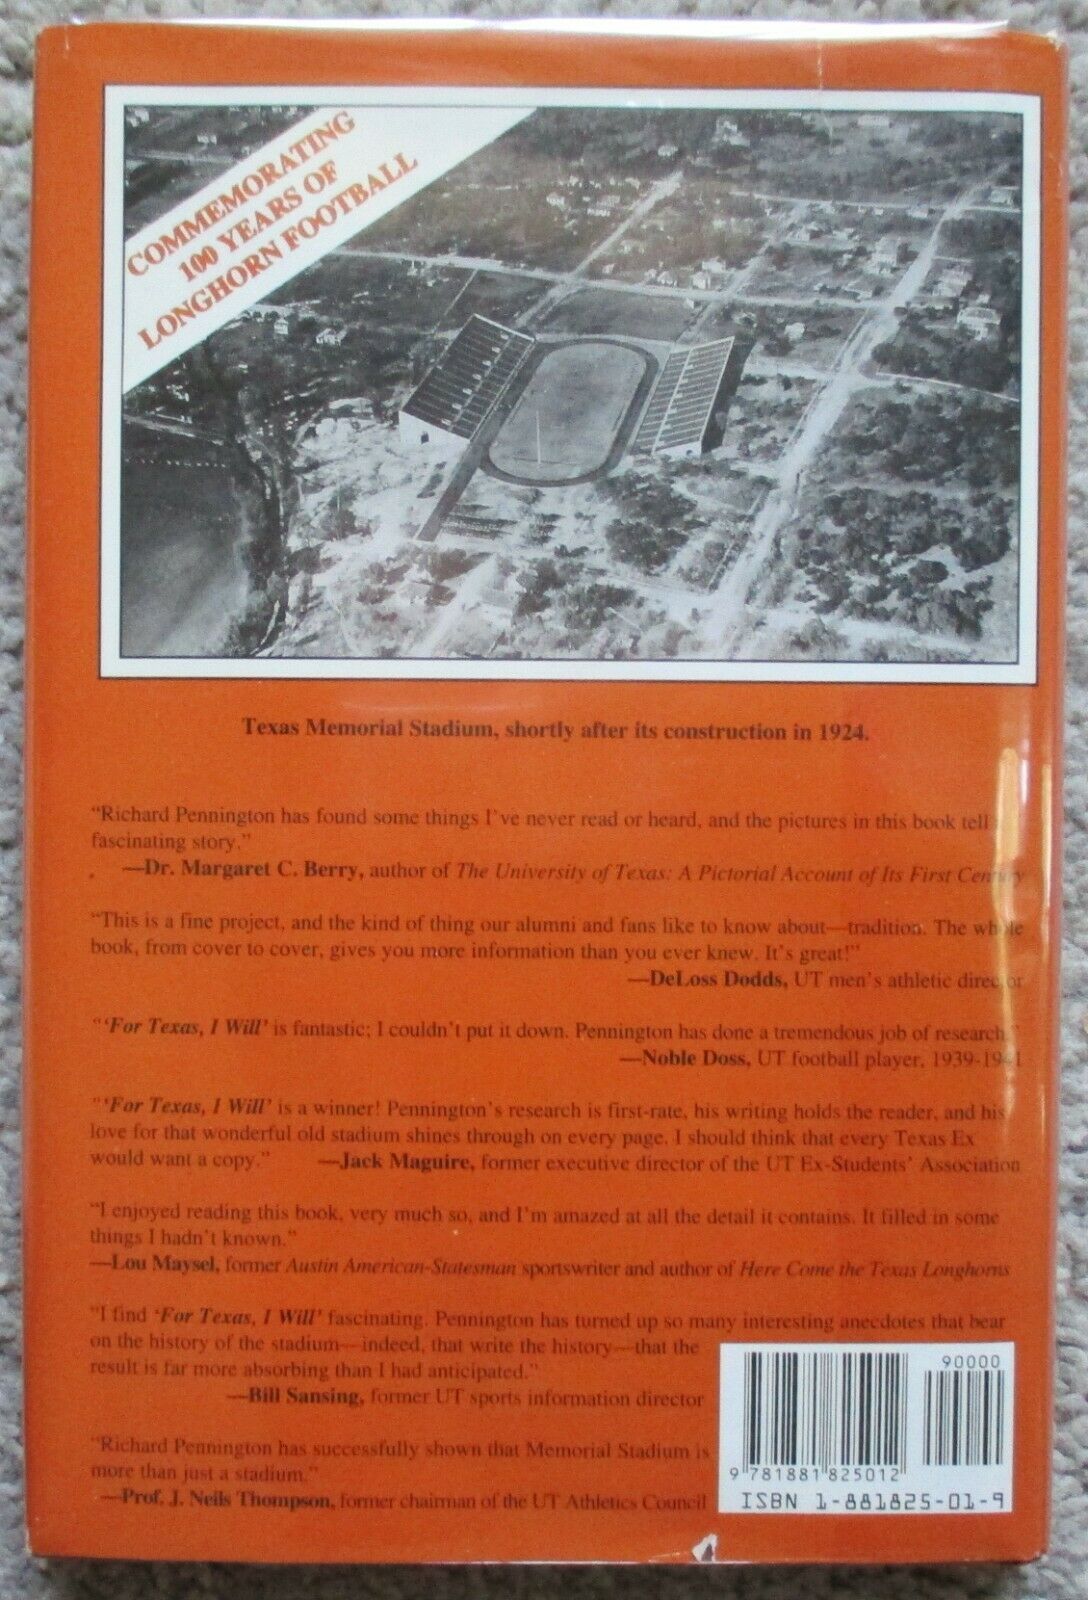 COMMEMORATING
100 YEARS OF
LONGHORN FOOTBALL
Texas Memorial Stadium, shortly after its construction in 1924.
“Richard Pennington has found some things I’ve never read or heard, and the pictures in this book tell a
fascinating story.”
—Dr. Margaret C. Berry, author of The University of Texas: A Pictorial Account of Its First Century
“This is a fine project, and the kind of thing our alumni and fans like to know about—tradition. The whole
book, from cover to cover, gives you more information than you ever knew. It’s great!”
—DeLoss Dodds, UT men’s athletic director
“‘For Texas, I Will’ is fantastic; I couldn’t put it down. Pennington has done a tremendous job of research.”
—Noble Doss, UT football player, 1939-1941
“‘For Texas, I Will’ is a winner! Pennington’s research is first-rate, his writing holds the reader, and his
love for that wonderful old stadium shines through on every page. I should think that every Texas Ex
would want a copy.” —Jack Maguire, former executive director of the UT Ex-Students’ Association
“I enjoyed reading this book, very much so, and I’m amazed at all the detail it contains. It filled in some
things I hadn’t known.”
—Lou Maysel, former Austin American-Statesman sportswriter and author of Here Come the Texas Longhorns
“I find ‘For Texas, I Will’ fascinating. Pennington has turned up so many interesting anecdotes that bear
on the history of the stadium—indeed, that write the history—that the
result is far more absorbing than I had anticipated.”
—Bill Sansing, former UT sports information director
“Richard Pennington has successfully shown that Memorial Stadium is
more than just a stadium.”
—Prof. J. Neils Thompson, former chairman of the UT Athletics Council
90000
9 781881 825012
ISBN 1-881825-01-9